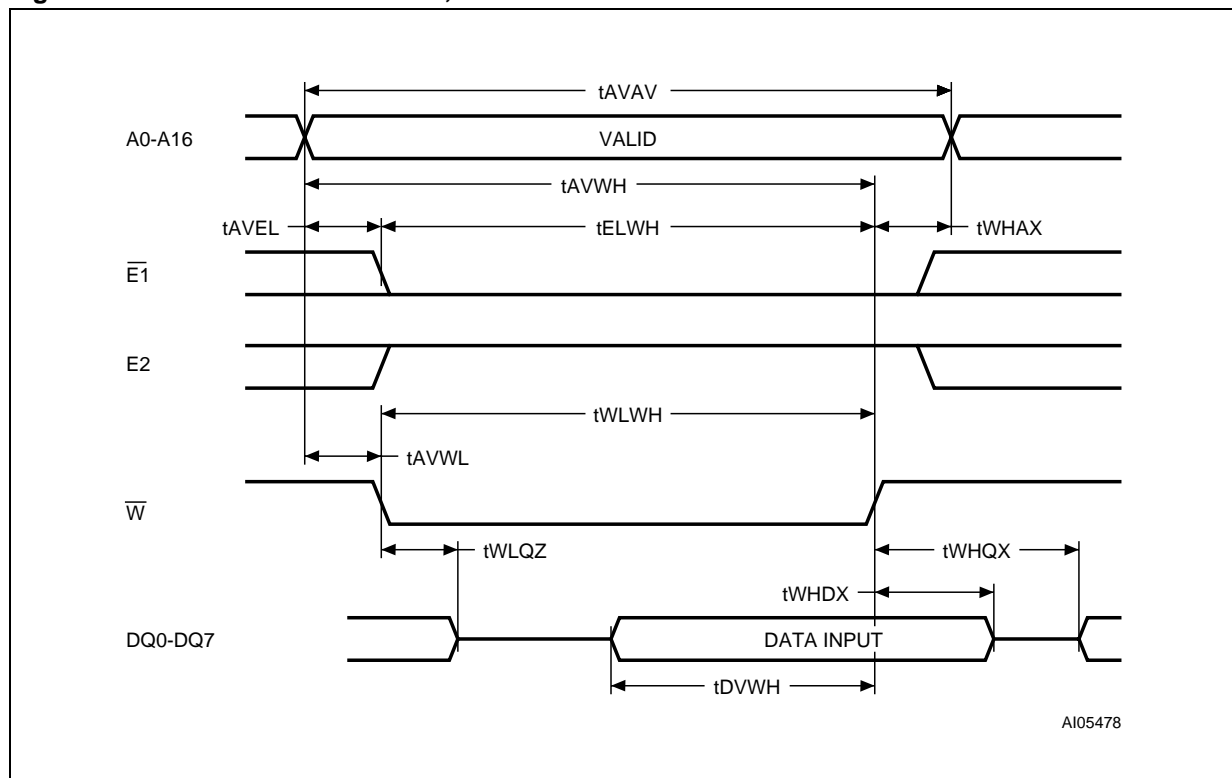 tAVAV
A0-A16
VALID
tAVWH
tAVEL
tELWH
tWHAX
E1
E2
tWLWH
tAVWL
W
tWLQZ
tWHQX
tWHDX
DQ0-DQ7
DATA INPUT
tDVWH
AI05478